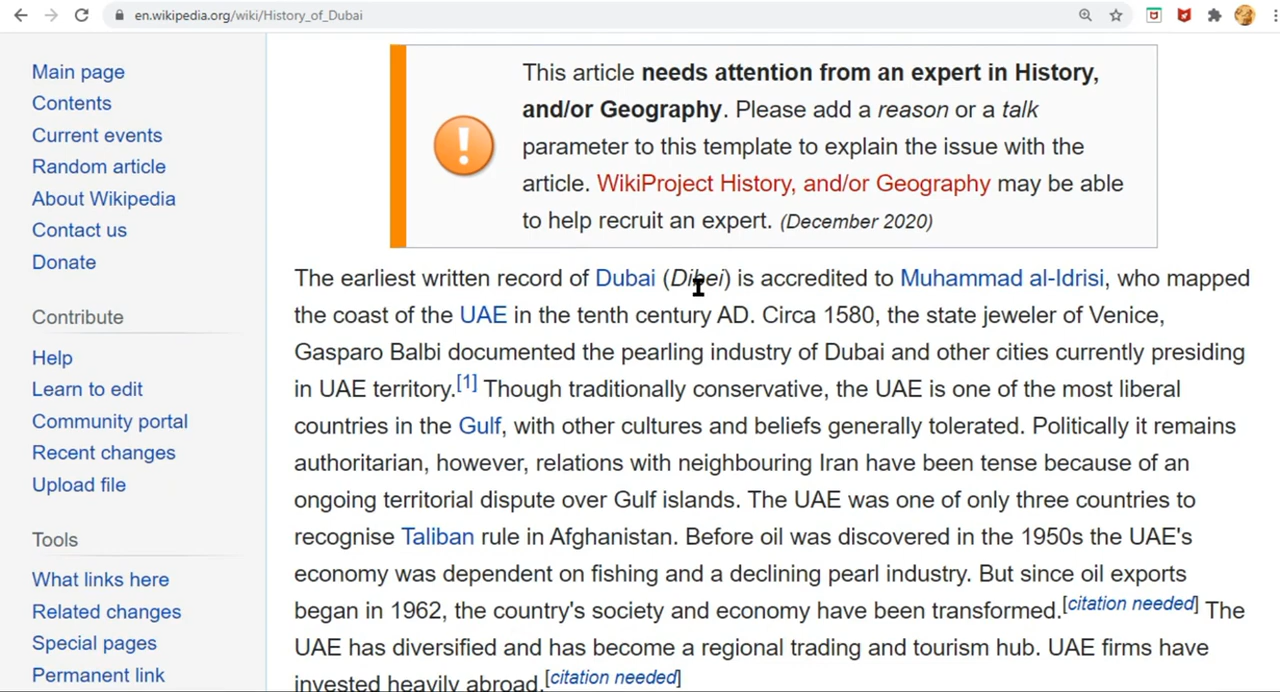 en.wikipedia.org/wiki/History_of_Dubai
Main page
Contents
Current events
Random article
About Wikipedia
Contact us
Donate
Contribute
Help
Learn to edit
Community portal
Recent changes
Upload file
Tools
What links here
Related changes
Special pages
Permanent link
This article needs attention from an expert in History,
and/or Geography. Please add a reason or a talk
parameter to this template to explain the issue with the
article. WikiProject History, and/or Geography may be able
to help recruit an expert. (December 2020)
The earliest written record of Dubai (Dibei) is accredited to Muhammad al-Idrisi, who mapped
the coast of the UAE in the tenth century AD. Circa 1580, the state jeweler of Venice,
Gasparo Balbi documented the pearling industry of Dubai and other cities currently presiding
in UAE territory.[1] Though traditionally conservative, the UAE is one of the most liberal
countries in the Gulf, with other cultures and beliefs generally tolerated. Politically it remains
authoritarian, however, relations with neighbouring Iran have been tense because of an
ongoing territorial dispute over Gulf islands. The UAE was one of only three countries to
recognise Taliban rule in Afghanistan. Before oil was discovered in the 1950s the UAE's
economy was dependent on fishing and a declining pearl industry. But since oil exports
began in 1962, the country's society and economy have been transformed.[citation needed] The
UAE has diversified and has become a regional trading and tourism hub. UAE firms have
invested heavily abroad.[citation needed]